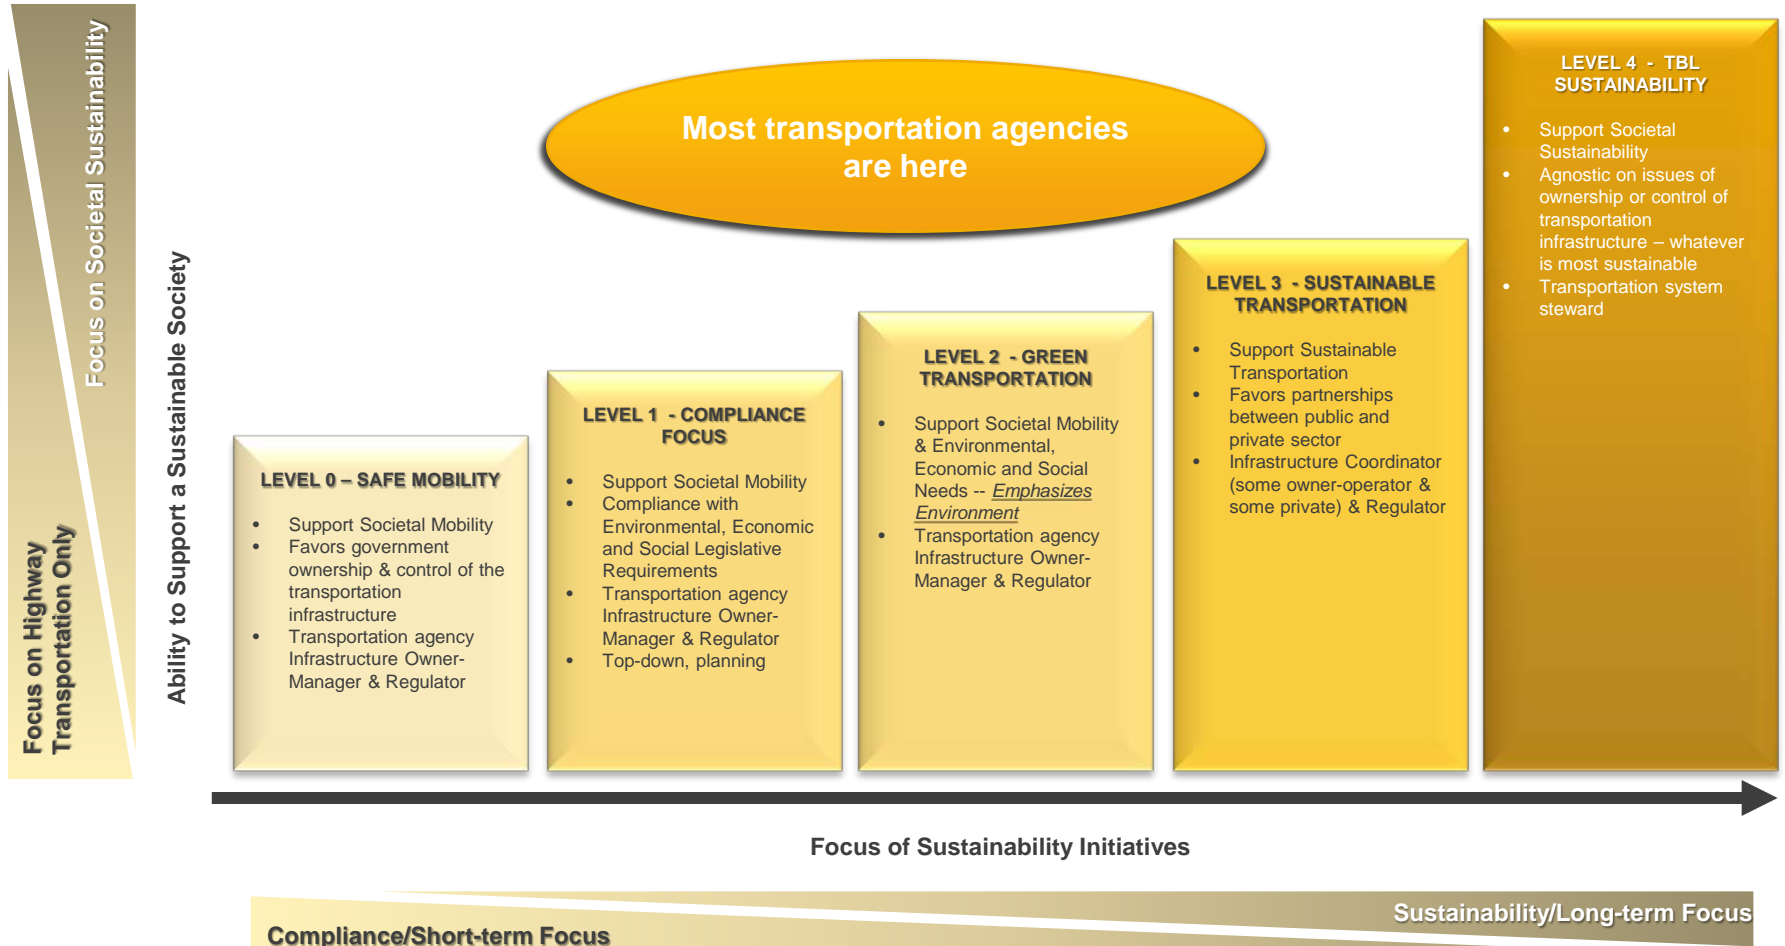 Focus on Societal Sustainability
Focus on Highway
Transportation Only
Ability to Support a Sustainable Society
Most transportation agencies
are here
LEVEL 0 – SAFE MOBILITY
• Support Societal Mobility
• Favors government
ownership & control of the
transportation
infrastructure
• Transportation agency
Infrastructure Owner-
Manager & Regulator
LEVEL 1 - COMPLIANCE
FOCUS
• Support Societal Mobility
• Compliance with
Environmental, Economic
and Social Legislative
Requirements
• Transportation agency
Infrastructure Owner-
Manager & Regulator
• Top-down, planning
LEVEL 2 - GREEN
TRANSPORTATION
• Support Societal Mobility
& Environmental,
Economic and Social
Needs -- Emphasizes
Environment
• Transportation agency
Infrastructure Owner-
Manager & Regulator
LEVEL 3 - SUSTAINABLE
TRANSPORTATION
• Support Sustainable
Transportation
• Favors partnerships
between public and
private sector
• Infrastructure Coordinator
(some owner-operator &
some private) & Regulator
LEVEL 4 - TBL
SUSTAINABILITY
• Support Societal
Sustainability
• Agnostic on issues of
ownership or control of
transportation
infrastructure – whatever
is most sustainable
• Transportation system
steward
Focus of Sustainability Initiatives
Sustainability/Long-term Focus
Compliance/Short-term Focus